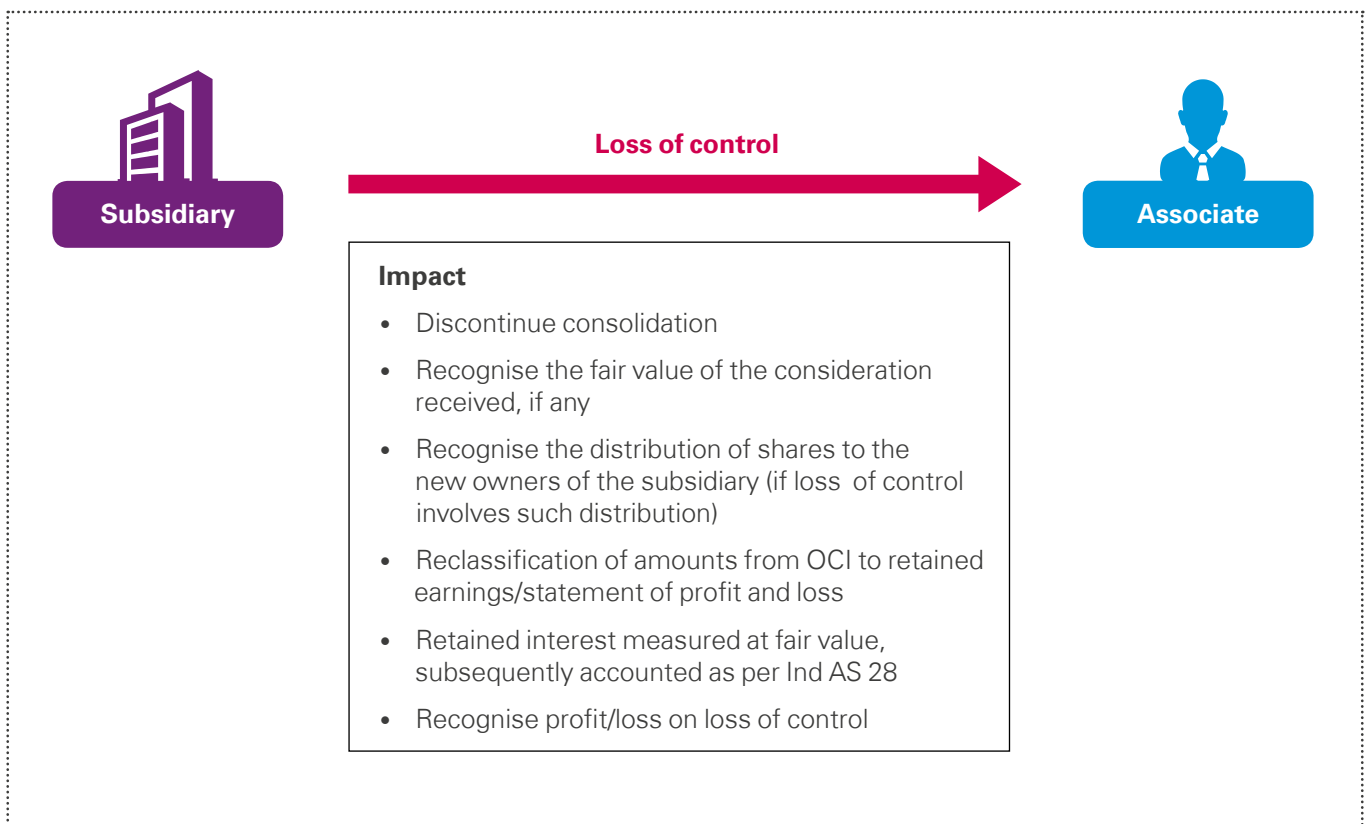 Loss of control
Subsidiary
Associate
Impact
• Discontinue consolidation
• Recognise the fair value of the consideration
received, if any
• Recognise the distribution of shares to the
new owners of the subsidiary (if loss of control
involves such distribution)
• Reclassification of amounts from OCI to retained
earnings/statement of profit and loss
• Retained interest measured at fair value,
subsequently accounted as per Ind AS 28
• Recognise profit/loss on loss of control